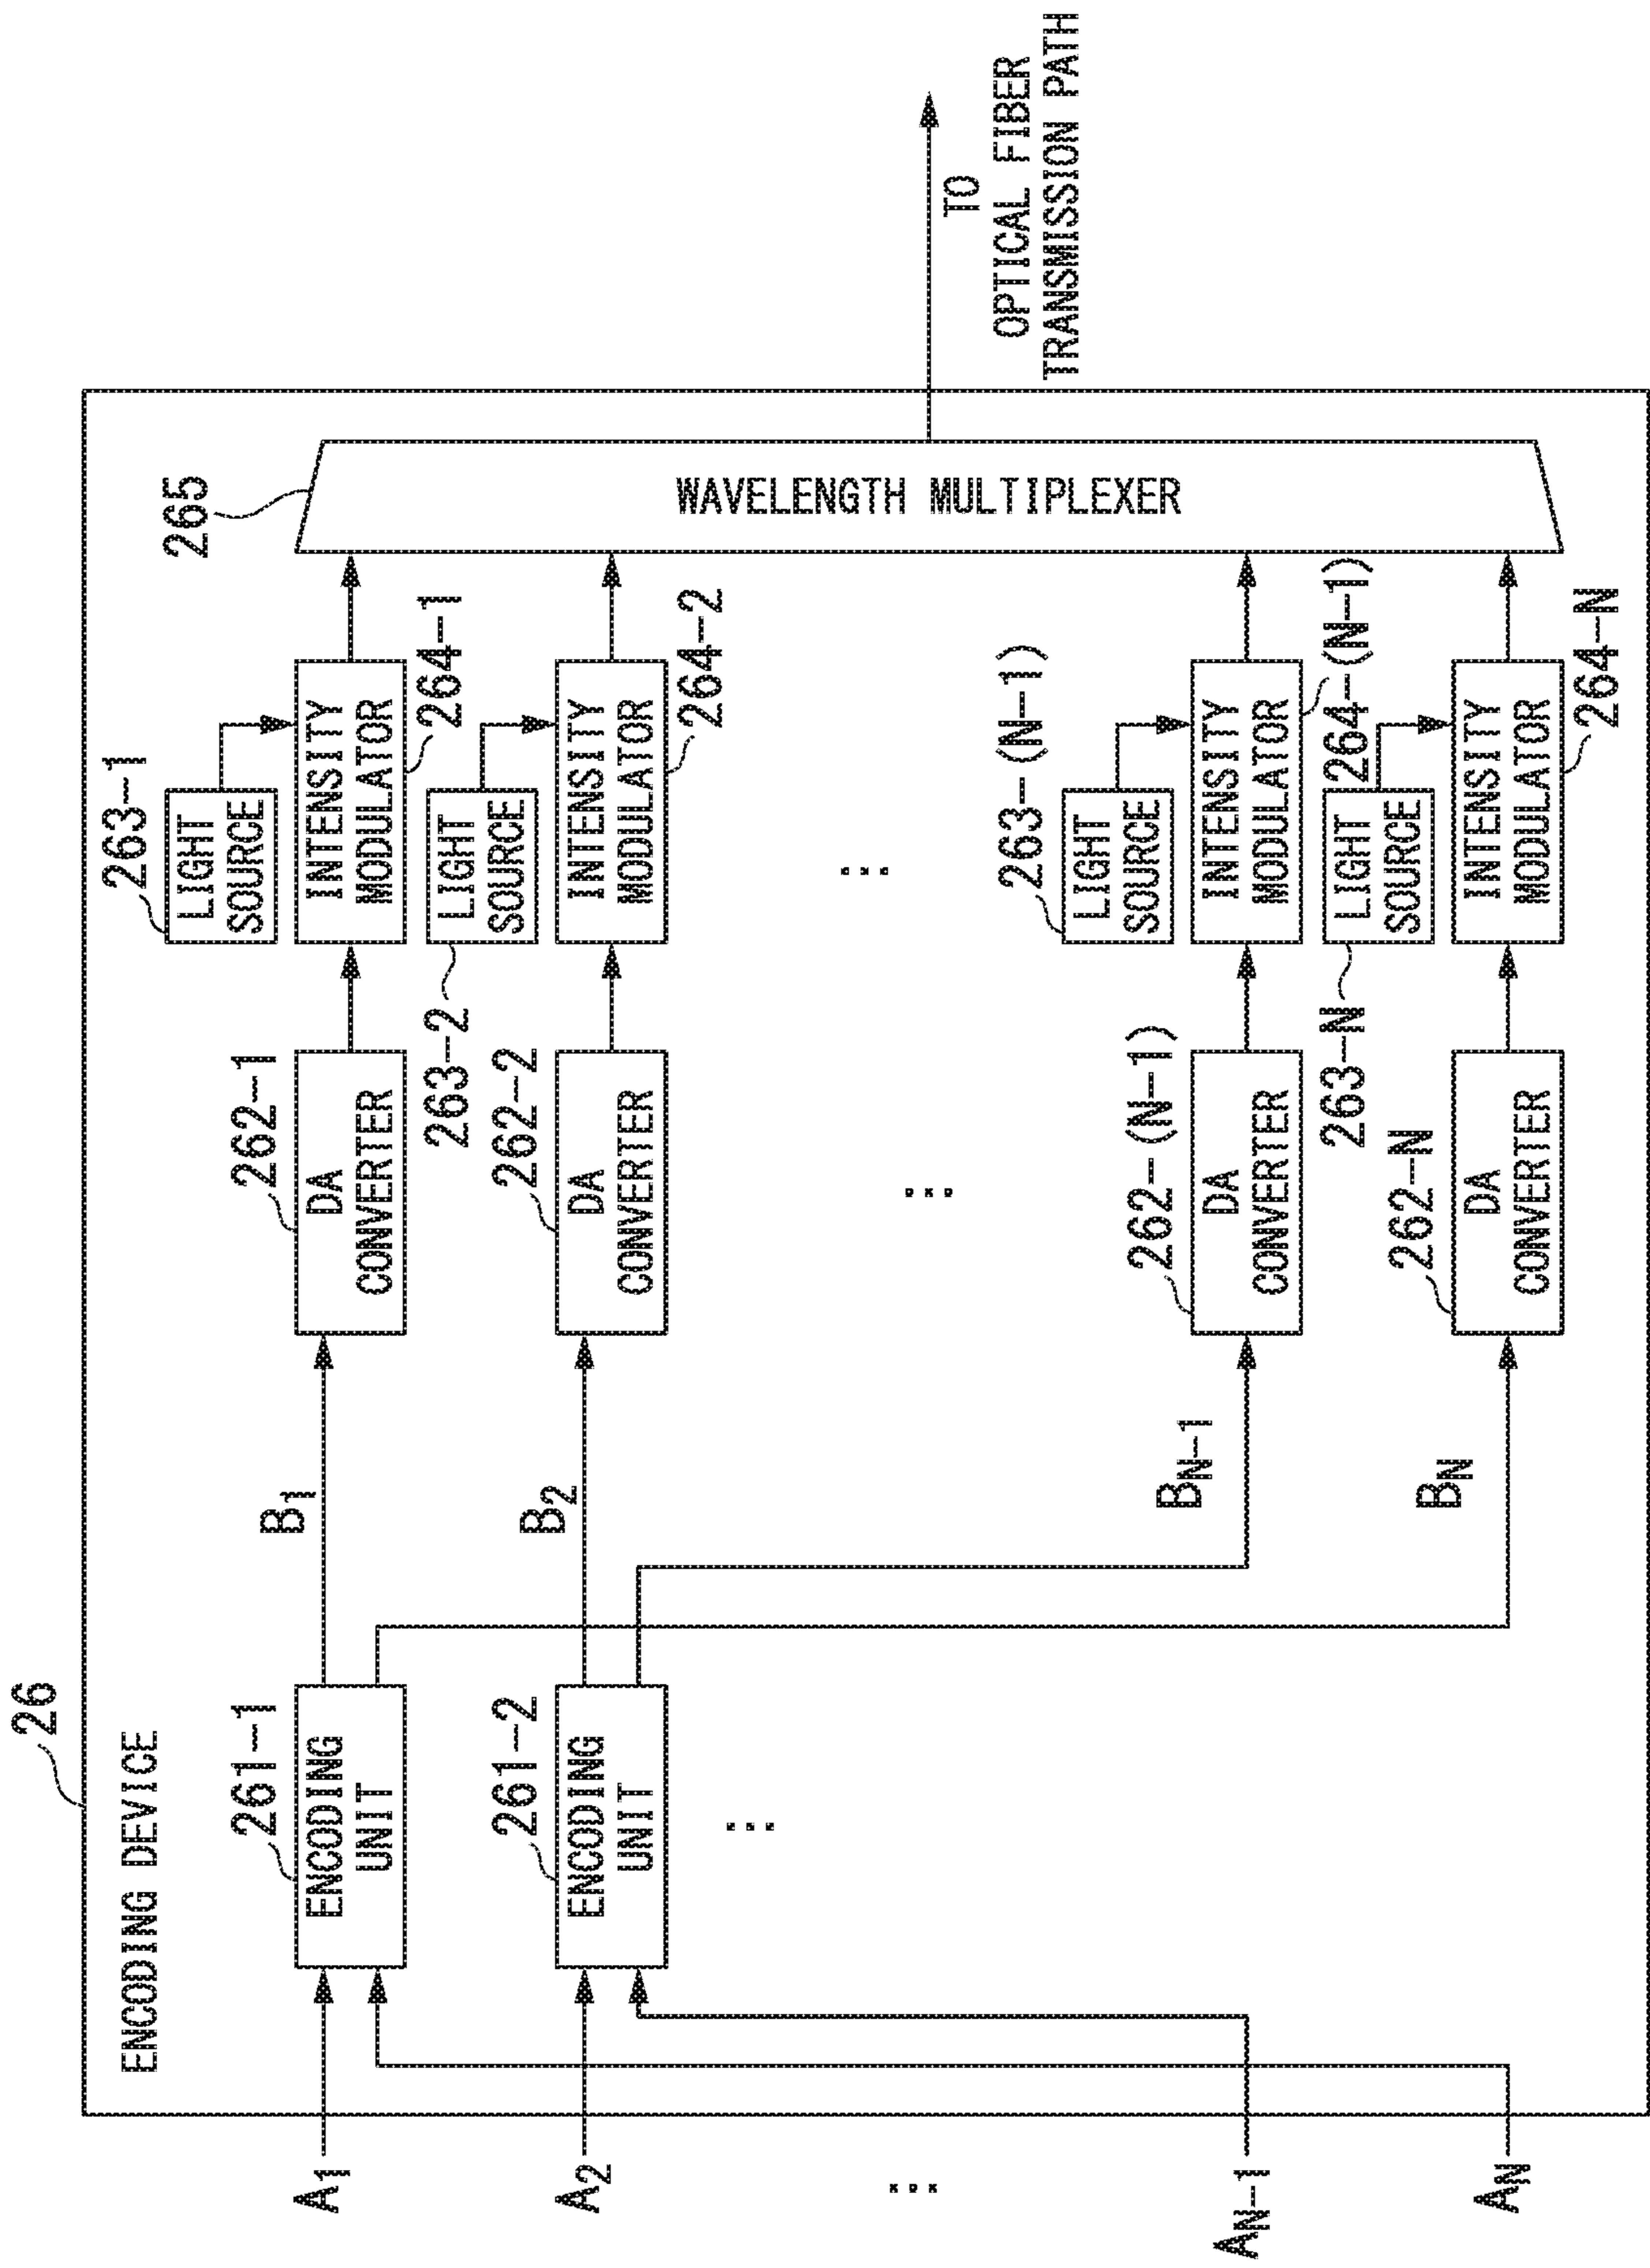 26
ENCODING DEVICE
A1
A2
...
AN-1
AN
261-1
ENCODING
UNIT
261-2
ENCODING
UNIT
...
B1
B2
BN-1
BN
262-1
DA
CONVERTER
262-2
DA
CONVERTER
...
262-(N-1)
DA
CONVERTER
262-N
DA
CONVERTER
263-1
LIGHT
SOURCE
INTENSITY
MODULATOR
264-1
263-2
LIGHT
SOURCE
INTENSITY
MODULATOR
264-2
...
263-(N-1)
LIGHT
SOURCE
INTENSITY
MODULATOR
264-(N-1)
263-N
LIGHT
SOURCE
INTENSITY
MODULATOR
264-N
265
WAVELENGTH MULTIPLEXER
TO
OPTICAL FIBER
TRANSMISSION PATH